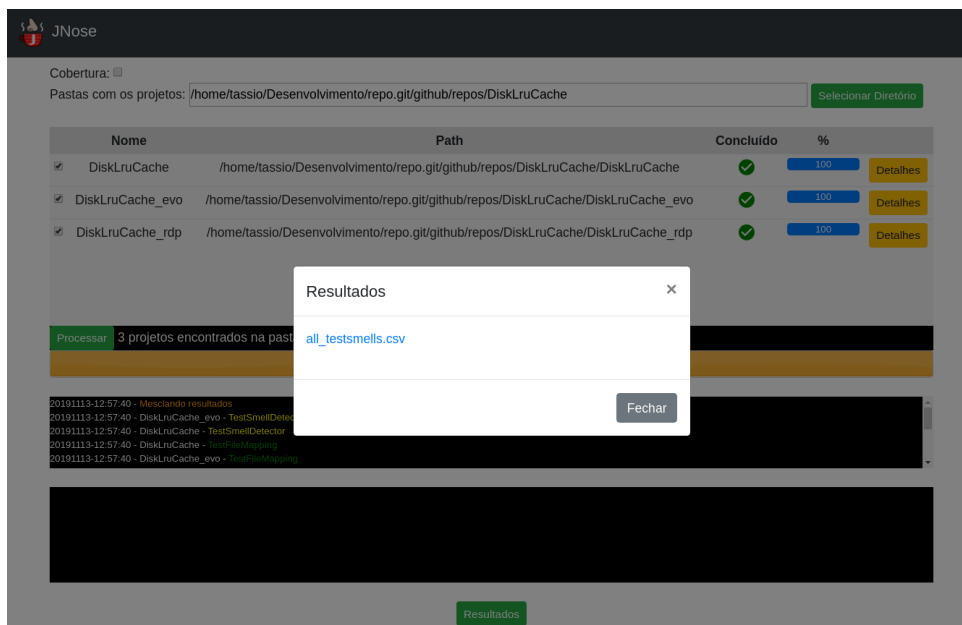 JNose
Cobertura:
Pastas com os projetos: /home/tassio/Desenvolvimento/repo.git/github/repos/DiskLruCache Selecionar Diretório
Nome Path Concluído %
DiskLruCache /home/tassio/Desenvolvimento/repo.git/github/repos/DiskLruCache/DiskLruCache 100 Detalhes
DiskLruCache_evo /home/tassio/Desenvolvimento/repo.git/github/repos/DiskLruCache/DiskLruCache_evo 100 Detalhes
DiskLruCache_rdp /home/tassio/Desenvolvimento/repo.git/github/repos/DiskLruCache/DiskLruCache_rdp 100 Detalhes
Resultados ×
all_testsmells.csv
Fechar
Processar 3 projetos encontrados na past
20191113-12:57:40 - Mesclando resultados
20191113-12:57:40 - DiskLruCache_evo - TestSmellDetec
20191113-12:57:40 - DiskLruCache - TestSmellDetector
20191113-12:57:40 - DiskLruCache - TestFileMapping
20191113-12:57:40 - DiskLruCache_evo - TestFileMapping
Resultados